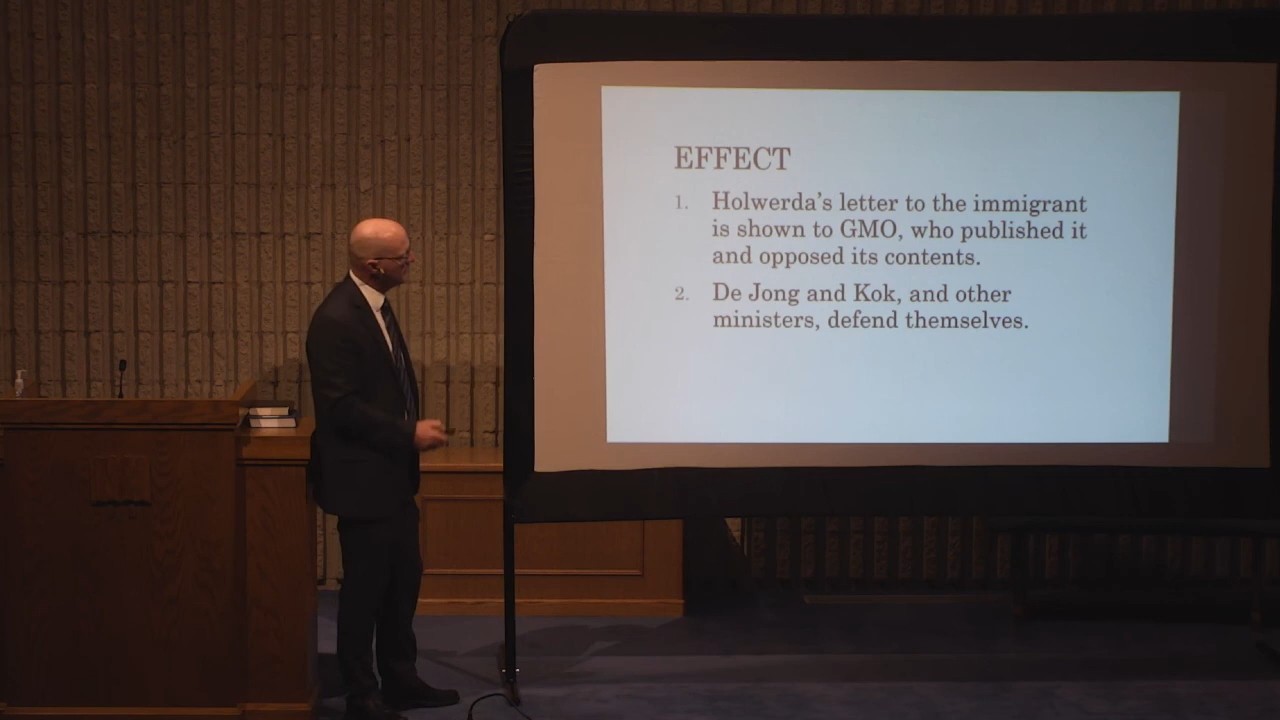 EFFECT
1. Holwerda's letter to the immigrant
is shown to GMO, who published it
and opposed its contents.
2. De Jong and Kok, and other
ministers, defend themselves.